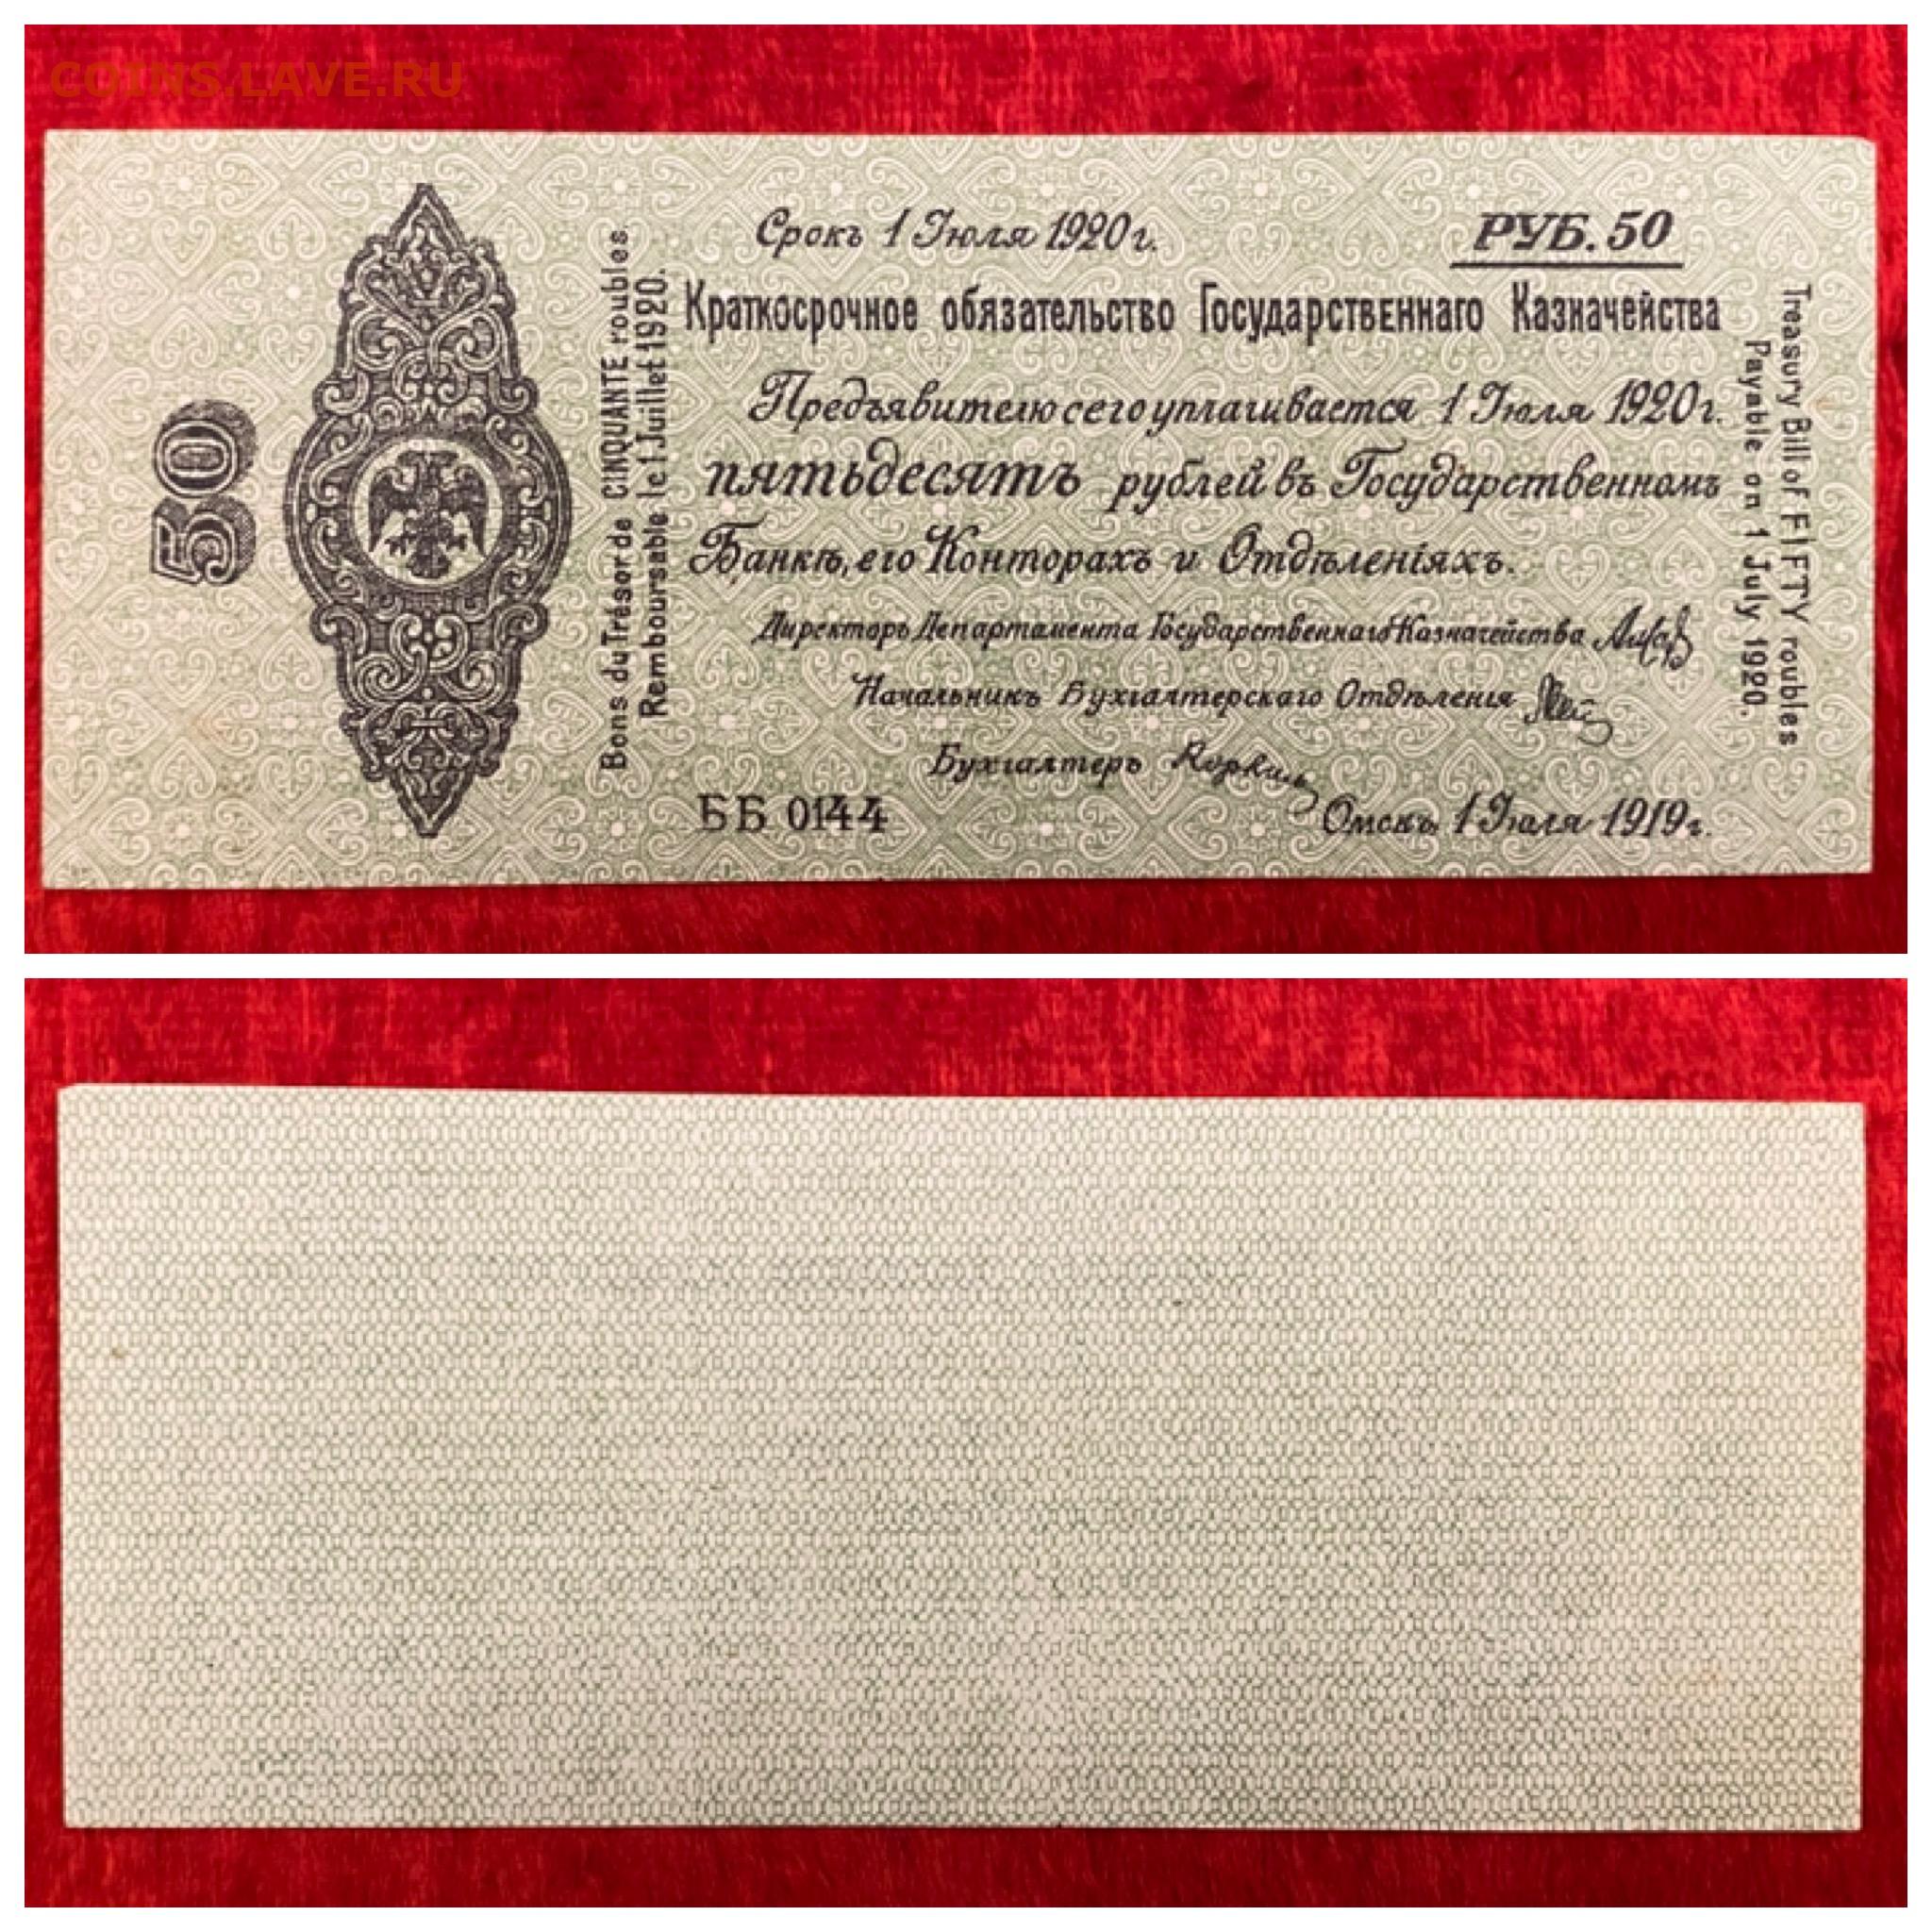 COINS.LAVE.RU
50
Bons du Trésor de CINQUANTE roubles
Remboursable le 1 Juillet 1920.
Срокъ 1 Июля 1920 г.
РУБ. 50
Краткосрочное обязательство Государственнаго Казначейства
Предъявителю сего уплачивается 1 Июля 1920 г.
пятьдесятъ рублей въ Государственномъ
Банкѣ, его Конторахъ и Отдѣленіяхъ.
Директоръ Департамента Государственнаго Казначейства
Начальникъ Бухгалтерскаго Отдѣленія
Бухгалтеръ
ББ 0144
Омскъ, 1 Июля 1919 г.
Treasury Bill of FIFTY roubles
Payable on 1 July 1920.